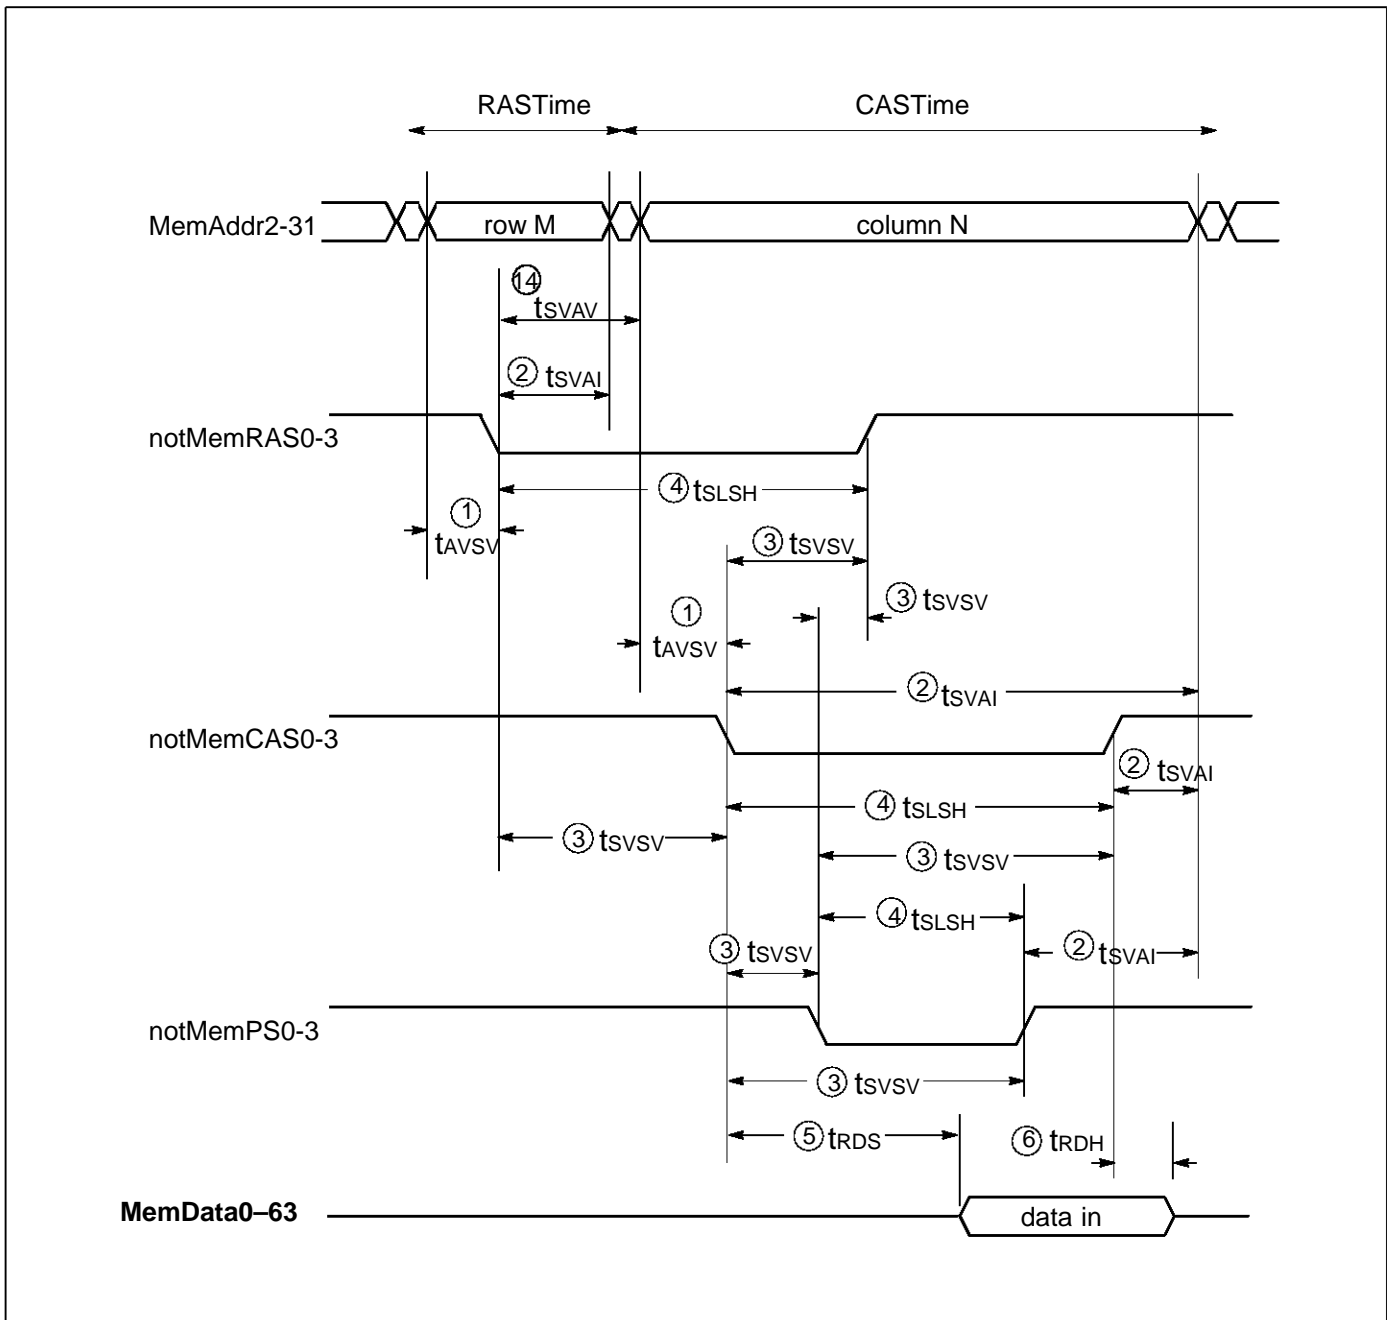 RASTime CASTime
MemAddr2-31 row M column N
14
tSVAV
2 tSVAI
notMemRAS0-3
4 tSLSH
1
tAVSV
3 tSVSV
3 tSVSV
1
tAVSV
2 tSVAI
notMemCAS0-3
2 tSVAI
4 tSLSH
3 tSVSV
3 tSVSV
4 tSLSH
3 tSVSV
2 tSVAI
notMemPS0-3
3 tSVSV
5 tRDS
6 tRDH
MemData0–63 data in